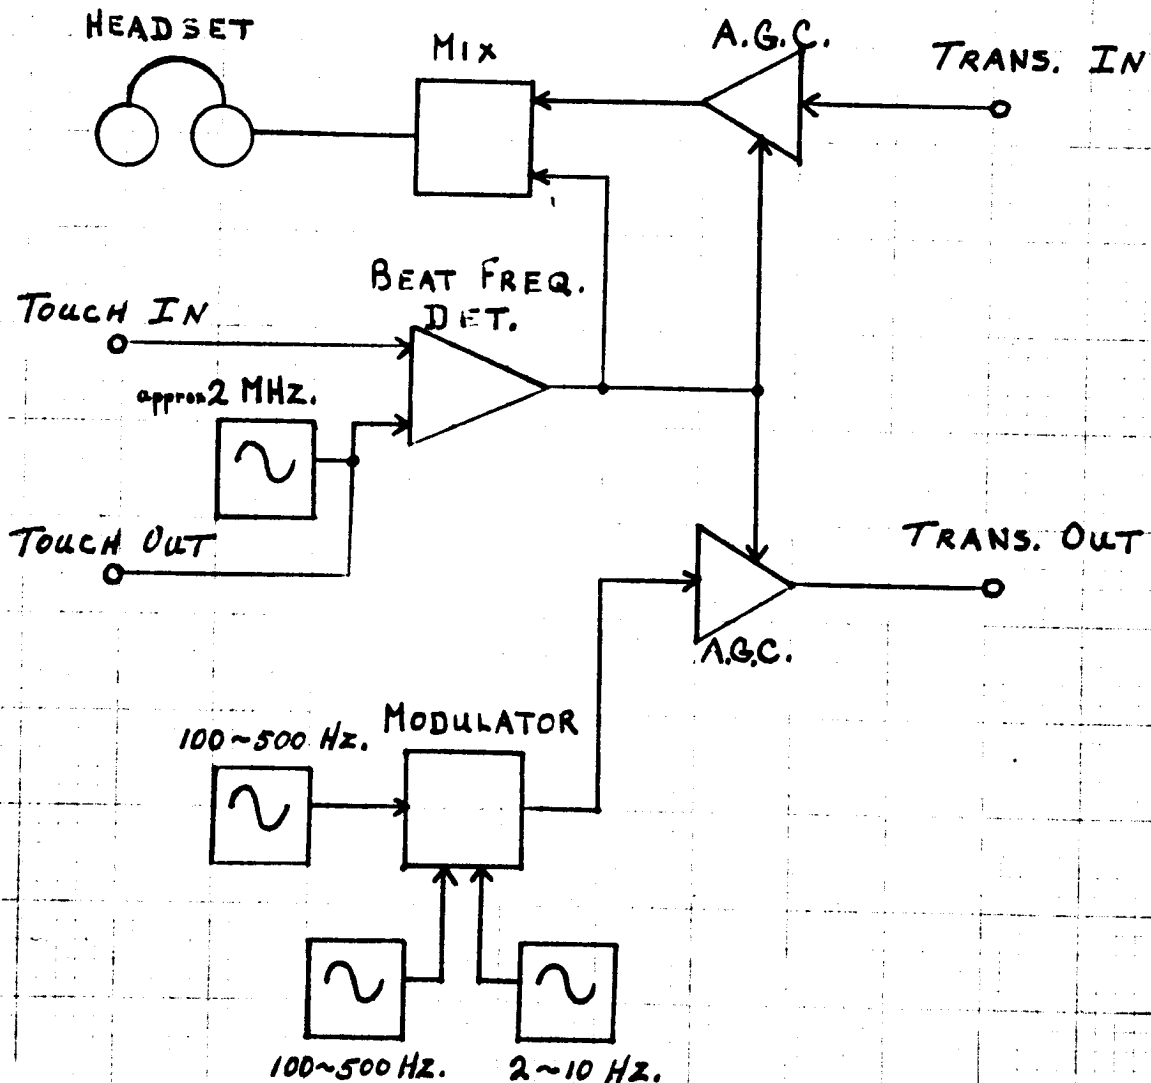 HEADSET
MIX
A.G.C.
TRANS. IN
BEAT FREQ.
DET.
TOUCH IN
approx 2 MHZ.
TOUCH OUT
TRANS. OUT
A.G.C.
MODULATOR
100~500 HZ.
100~500 HZ.
2~10 HZ.